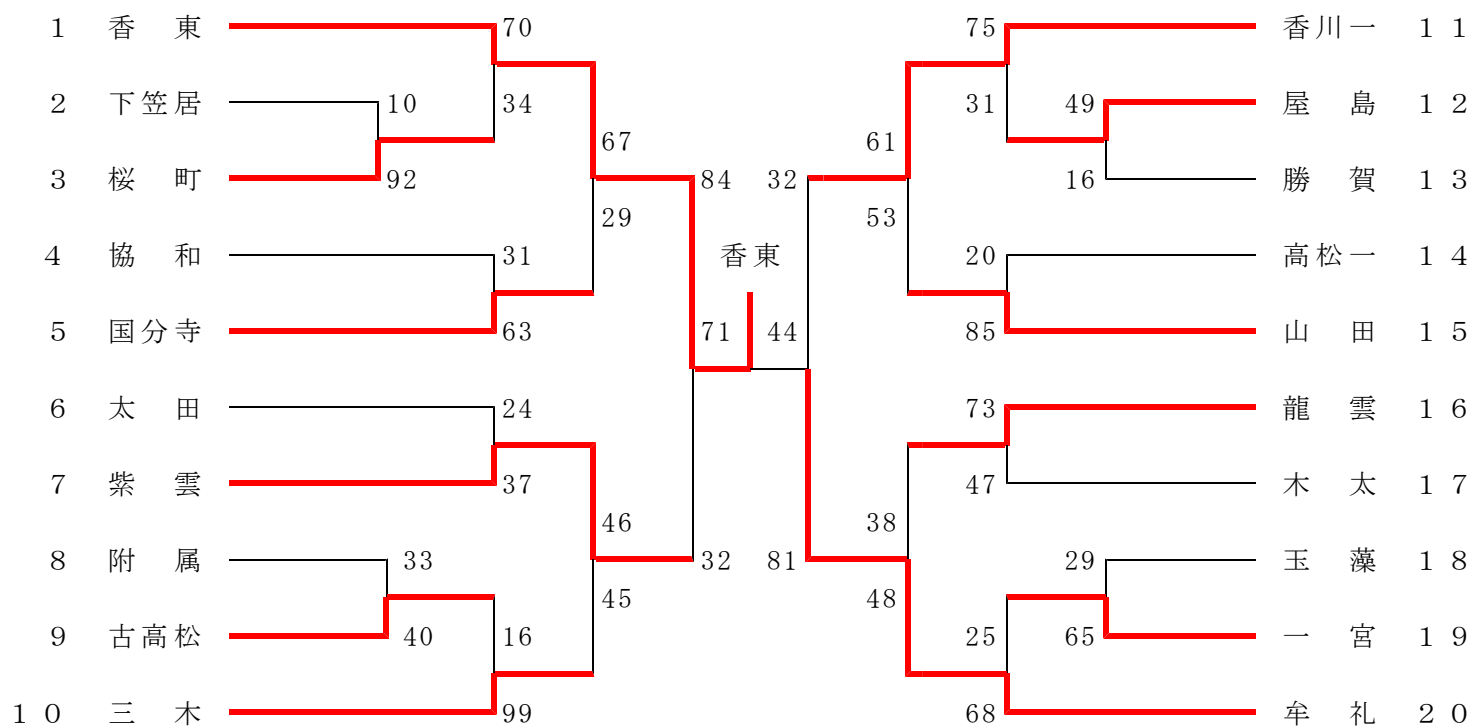 1 香 東 70 75 香川一 11
2 下笠居 10 34 31 49 屋 島 12
67 61
3 桜 町 92 84 32 16 勝 賀 13
29 53
4 協 和 31 香東 20 高松一 14
5 国分寺 63 71 44 85 山 田 15
6 太 田 24 73 龍 雲 16
7 紫 雲 37 47 木 太 17
46 38
8 附 属 33 32 81 29 玉 藻 18
45 48
9 古高松 40 16 25 65 一 宮 19
10 三 木 99 68 牟 礼 20